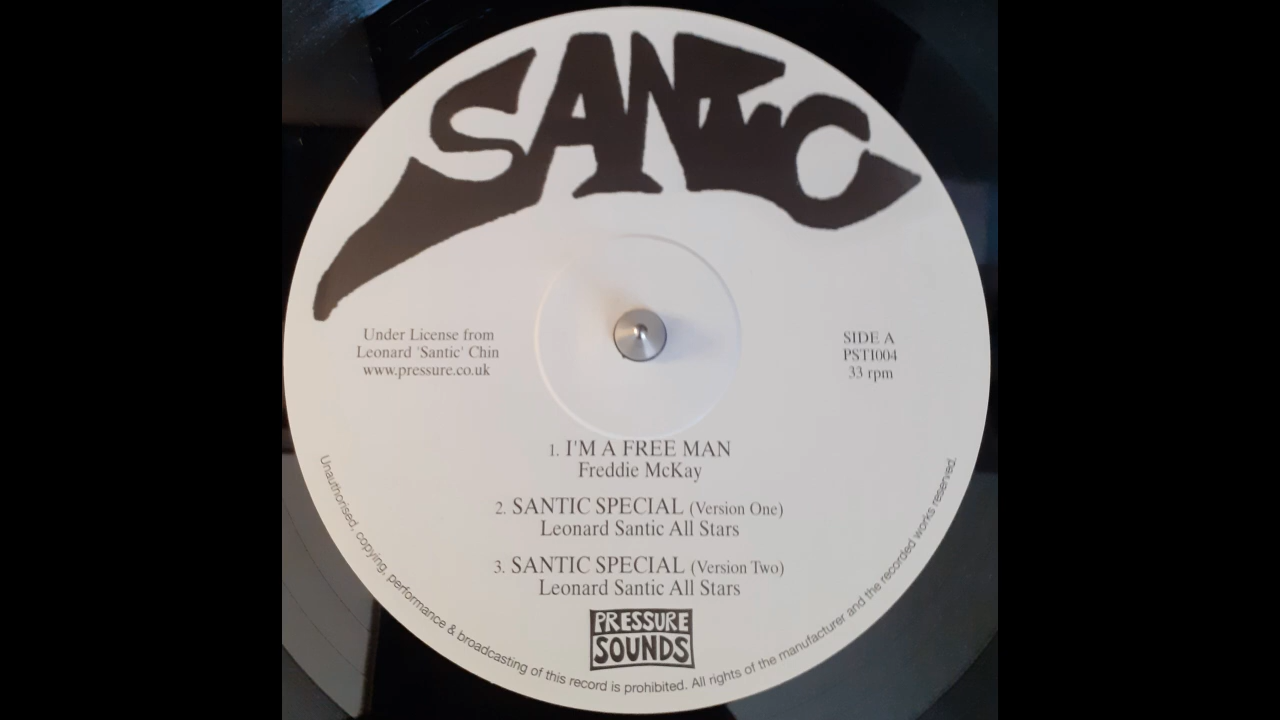 SANTIC
Under License from
Leonard 'Santic' Chin
www.pressure.co.uk
SIDE A
PSTI004
33 rpm
1. I'M A FREE MAN
Freddie McKay
2. SANTIC SPECIAL (Version One)
Leonard Santic All Stars
3. SANTIC SPECIAL (Version Two)
Leonard Santic All Stars
PRESSURE
SOUNDS
Unauthorised, copying, performance & broadcasting of this record is prohibited. All rights of the manufacturer and the recorded works reserved.